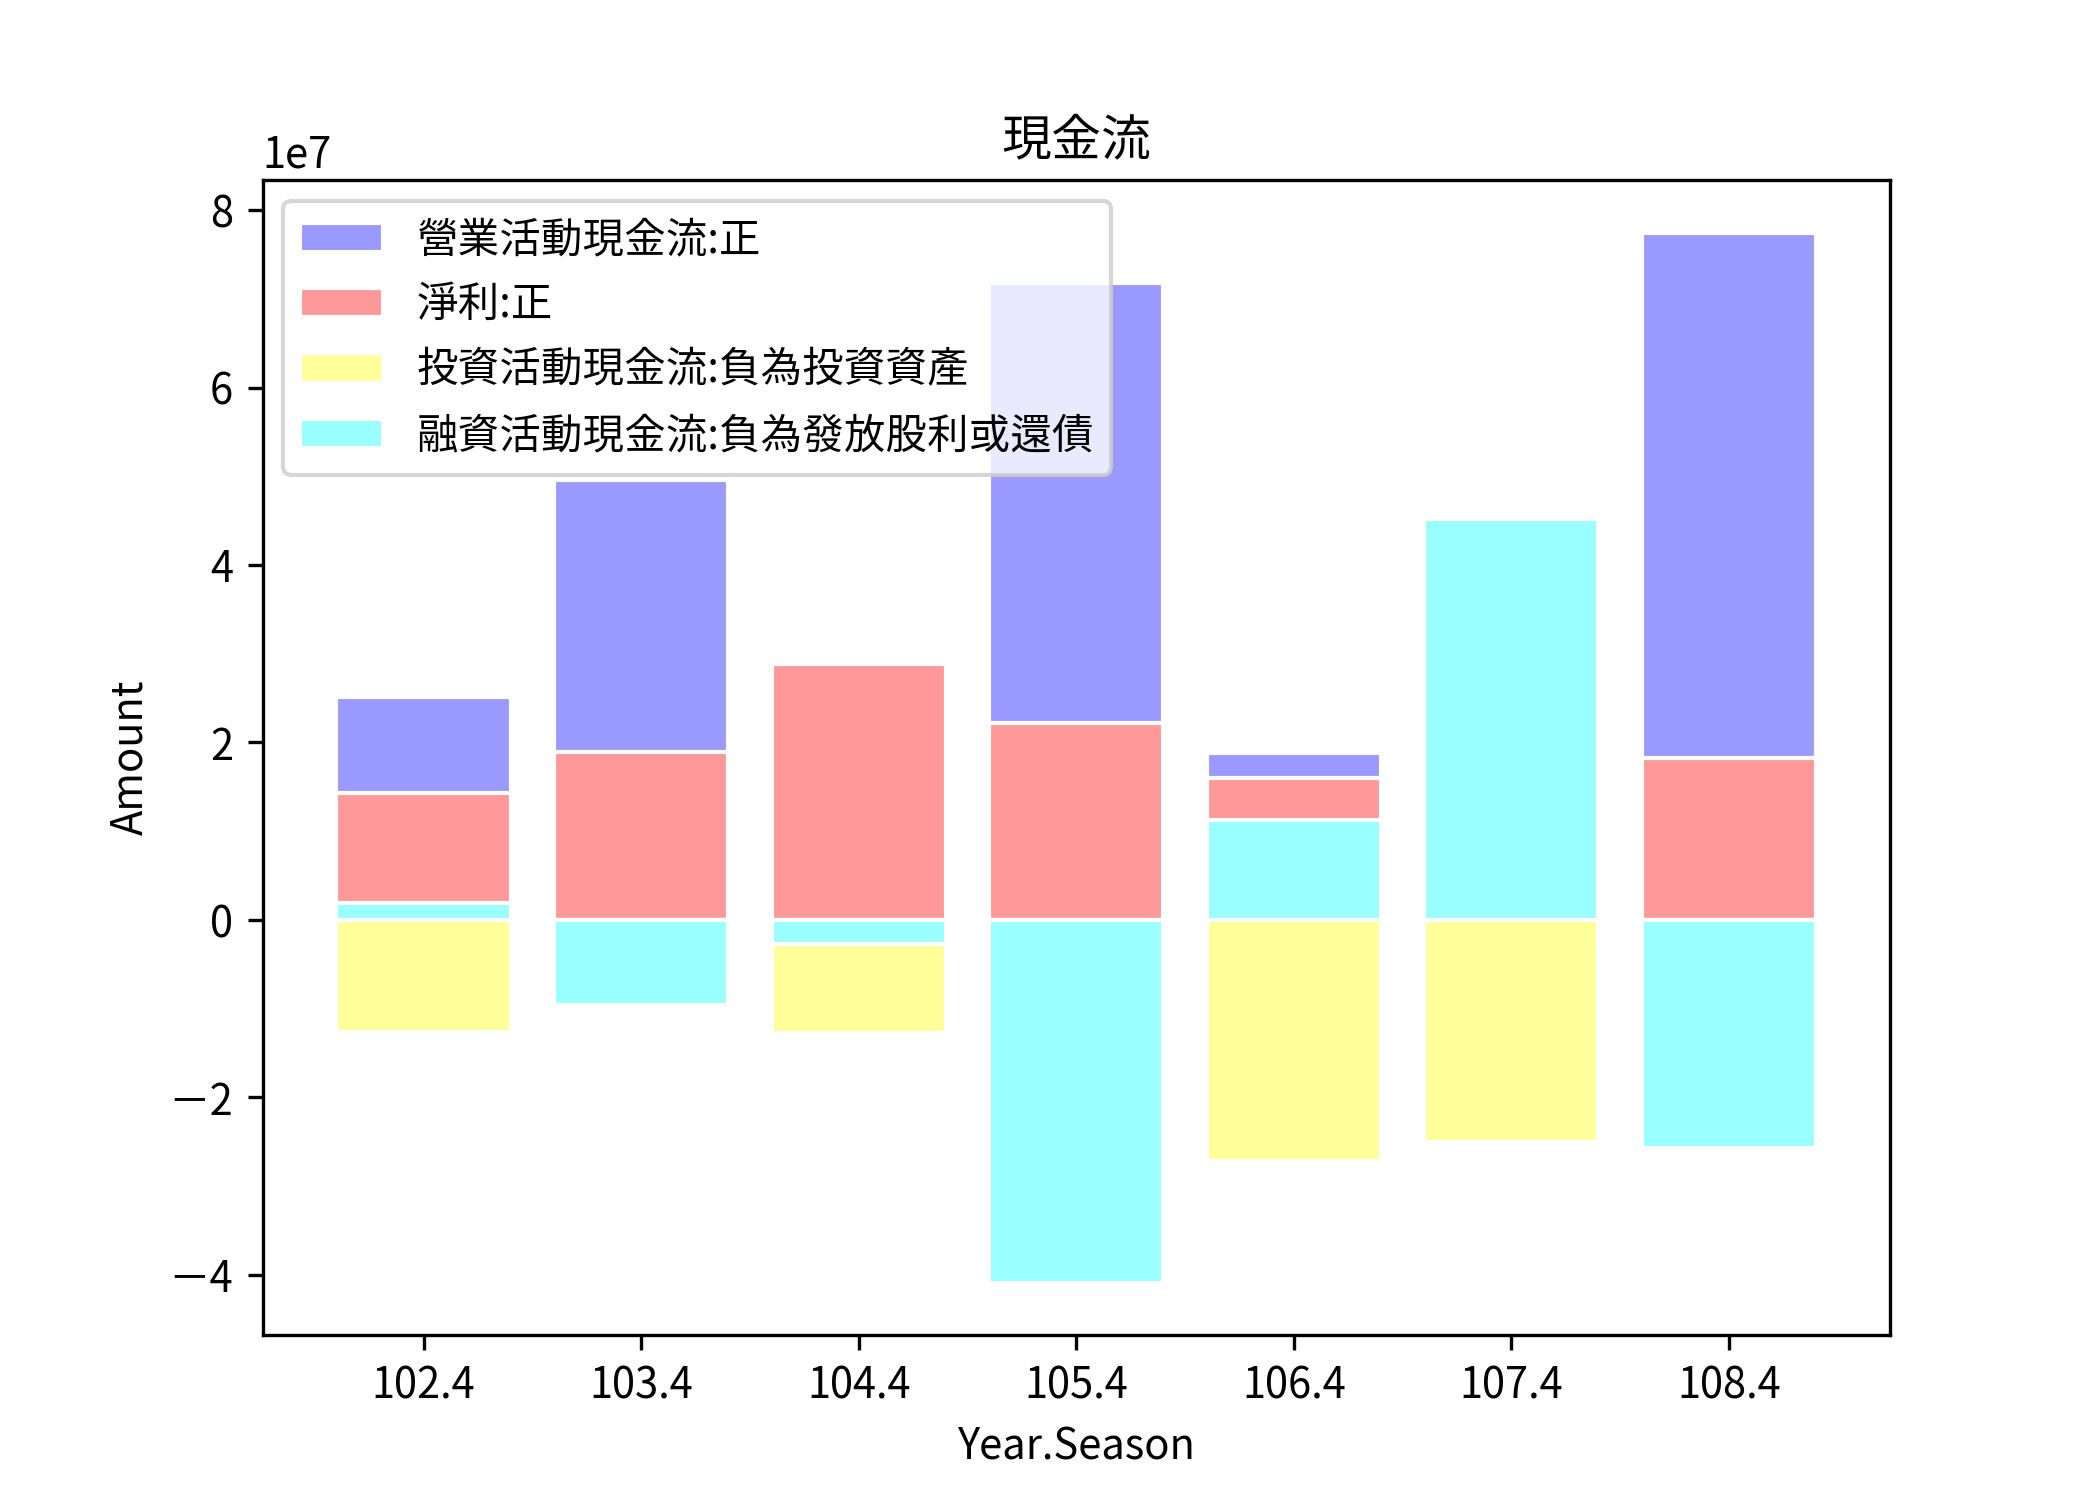 現金流
1e7
8
6
4
2
0
−2
−4
Amount
營業活動現金流:正
淨利:正
投資活動現金流:負為投資資產
融資活動現金流:負為發放股利或還債
102.4 103.4 104.4 105.4 106.4 107.4 108.4
Year.Season